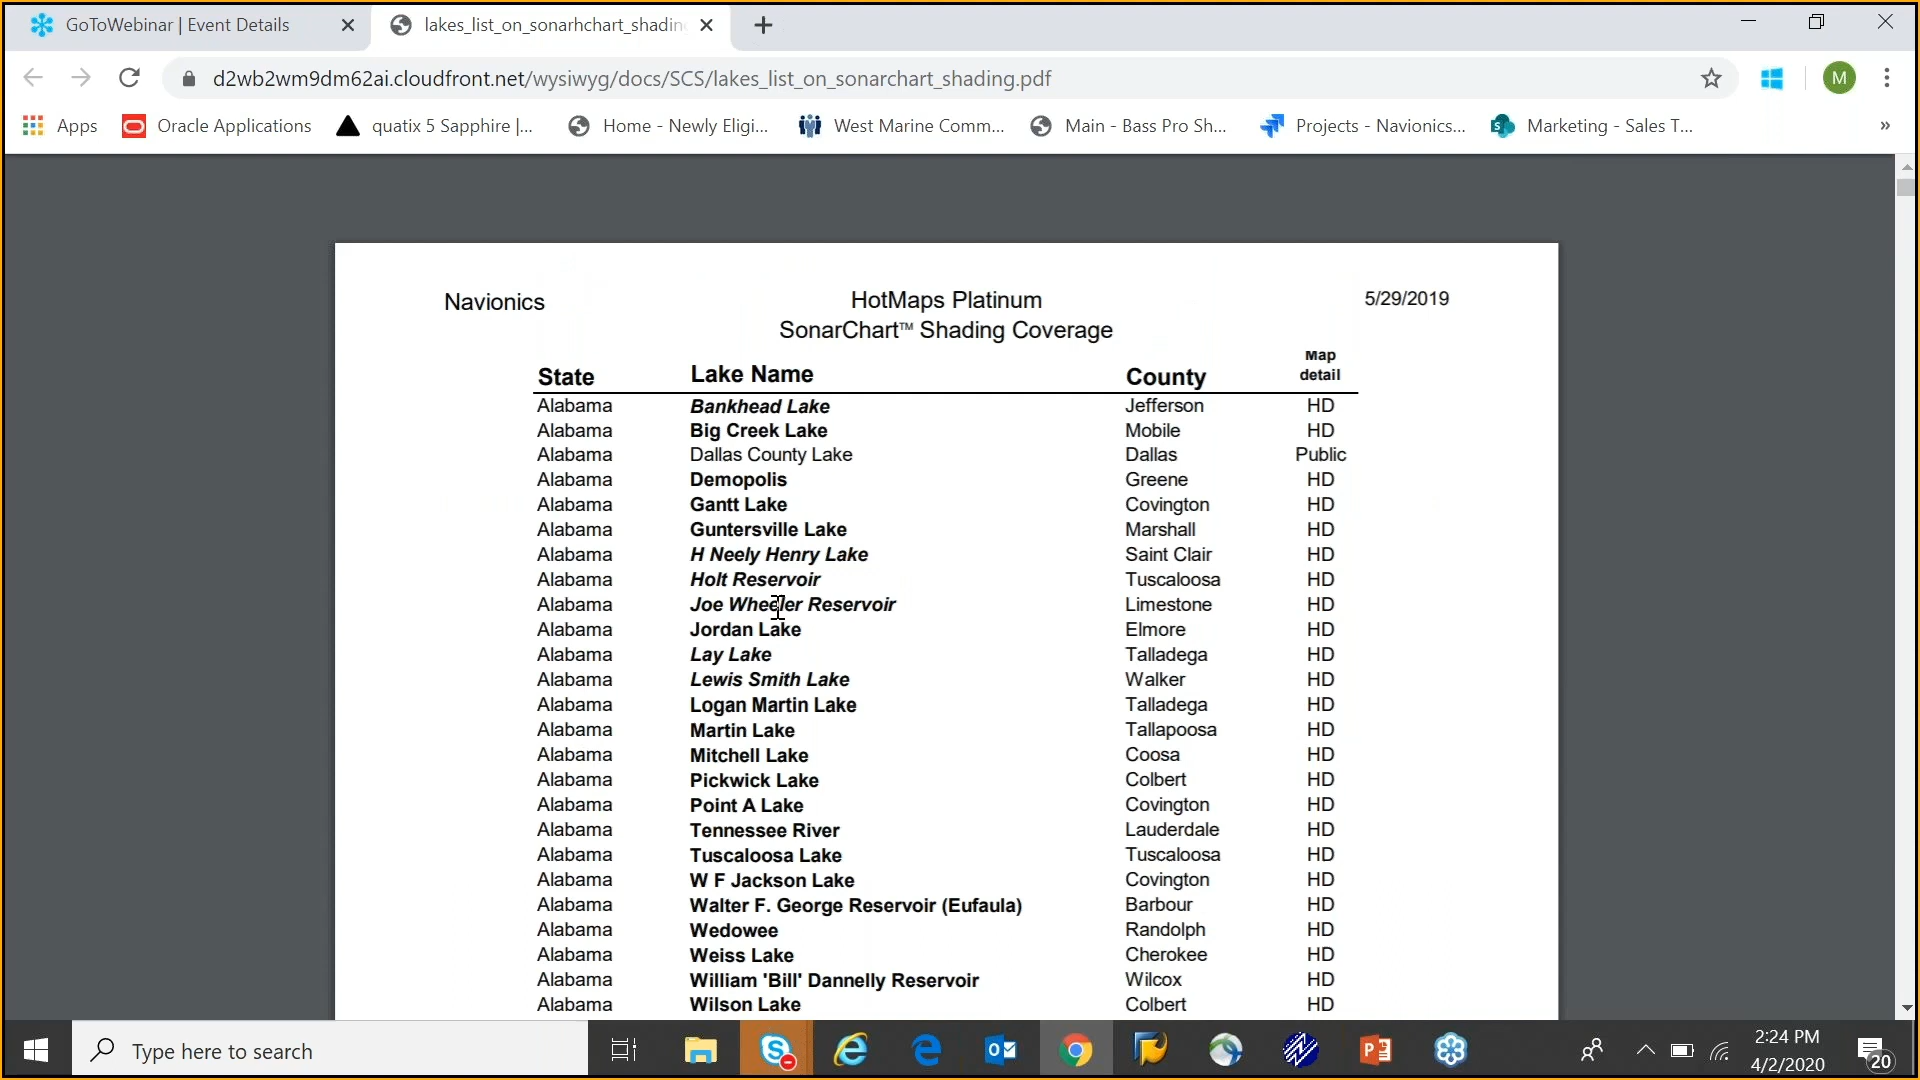 GoToWebinar | Event Details
lakes_list_on_sonarhchart_shadin
d2wb2wm9dm62ai.cloudfront.net/wysiwyg/docs/SCS/lakes_list_on_sonarchart_shading.pdf
M
Apps
Oracle Applications
quatix 5 Sapphire |...
Home - Newly Eligi...
West Marine Comm...
Main - Bass Pro Sh...
Projects - Navionics...
Marketing - Sales T...
»
Navionics
HotMaps Platinum
5/29/2019
SonarChart™ Shading Coverage
State Lake Name County Map detail
Alabama Bankhead Lake Jefferson HD
Alabama Big Creek Lake Mobile HD
Alabama Dallas County Lake Dallas Public
Alabama Demopolis Greene HD
Alabama Gantt Lake Covington HD
Alabama Guntersville Lake Marshall HD
Alabama H Neely Henry Lake Saint Clair HD
Alabama Holt Reservoir Tuscaloosa HD
Alabama Joe Wheeler Reservoir Limestone HD
Alabama Jordan Lake Elmore HD
Alabama Lay Lake Talladega HD
Alabama Lewis Smith Lake Walker HD
Alabama Logan Martin Lake Talladega HD
Alabama Martin Lake Tallapoosa HD
Alabama Mitchell Lake Coosa HD
Alabama Pickwick Lake Colbert HD
Alabama Point A Lake Covington HD
Alabama Tennessee River Lauderdale HD
Alabama Tuscaloosa Lake Tuscaloosa HD
Alabama W F Jackson Lake Covington HD
Alabama Walter F. George Reservoir (Eufaula) Barbour HD
Alabama Wedowee Randolph HD
Alabama Weiss Lake Cherokee HD
Alabama William 'Bill' Dannelly Reservoir Wilcox HD
Alabama Wilson Lake Colbert HD
Type here to search
2:24 PM
4/2/2020
20